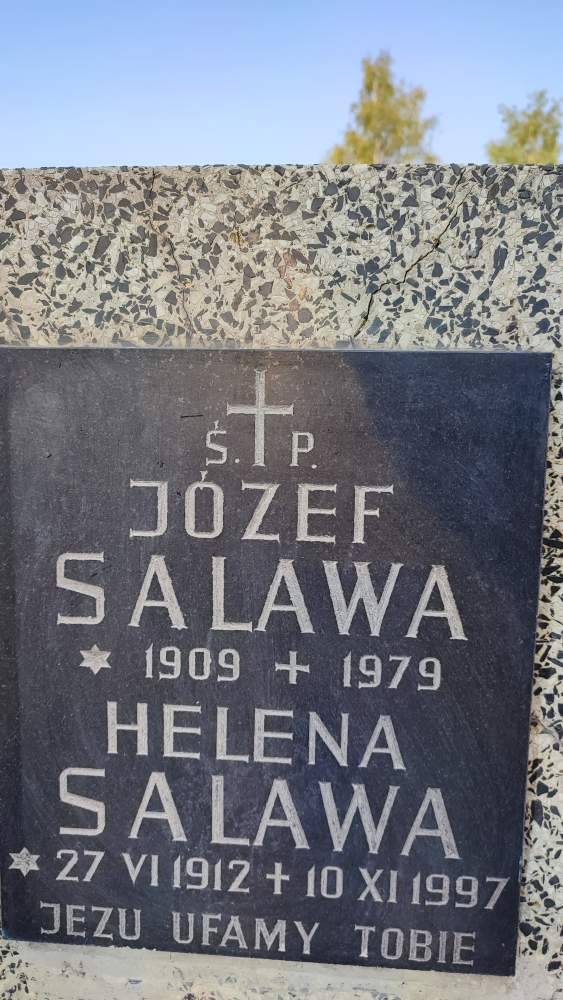 Ś. P.
JÓZEF
SALAWA
* 1909 + 1979
HELENA
SALAWA
* 27 VI 1912 + 10 XI 1997
JEZU UFAMY TOBIE